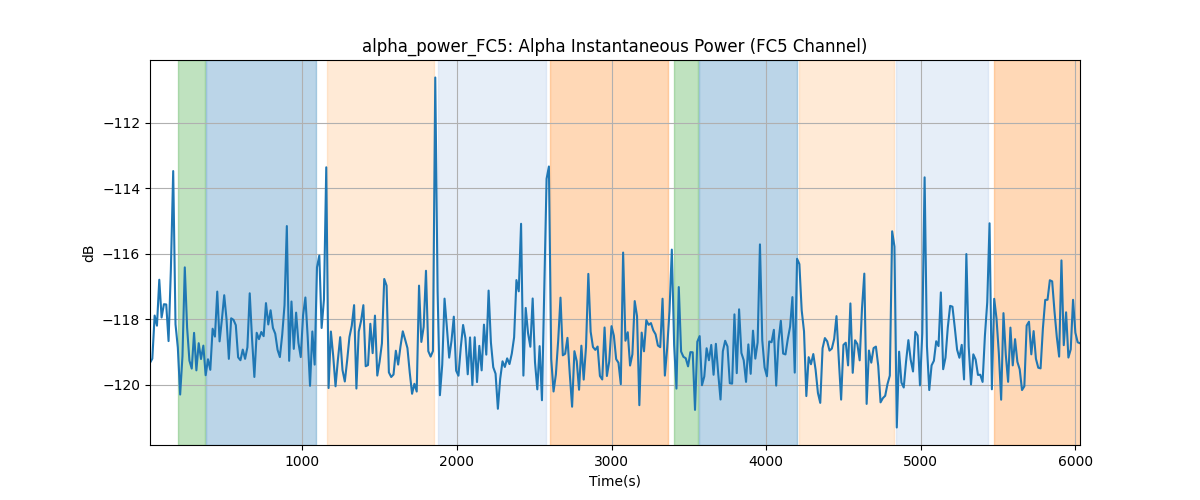 alpha_power_FC5: Alpha Instantaneous Power (FC5 Channel)
−112
−114
−116
−118
−120
dB
1000 2000 3000 4000 5000 6000
Time(s)